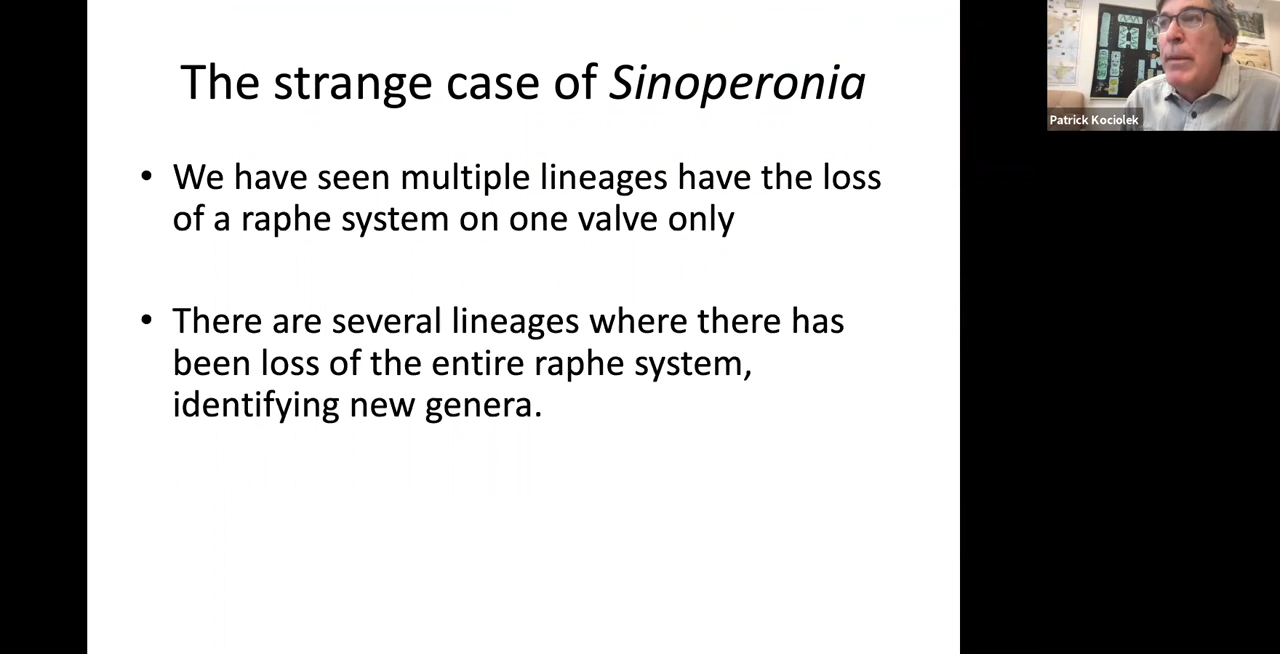 The strange case of Sinoperonia
• We have seen multiple lineages have the loss
of a raphe system on one valve only
• There are several lineages where there has
been loss of the entire raphe system,
identifying new genera.
Patrick Kociolek